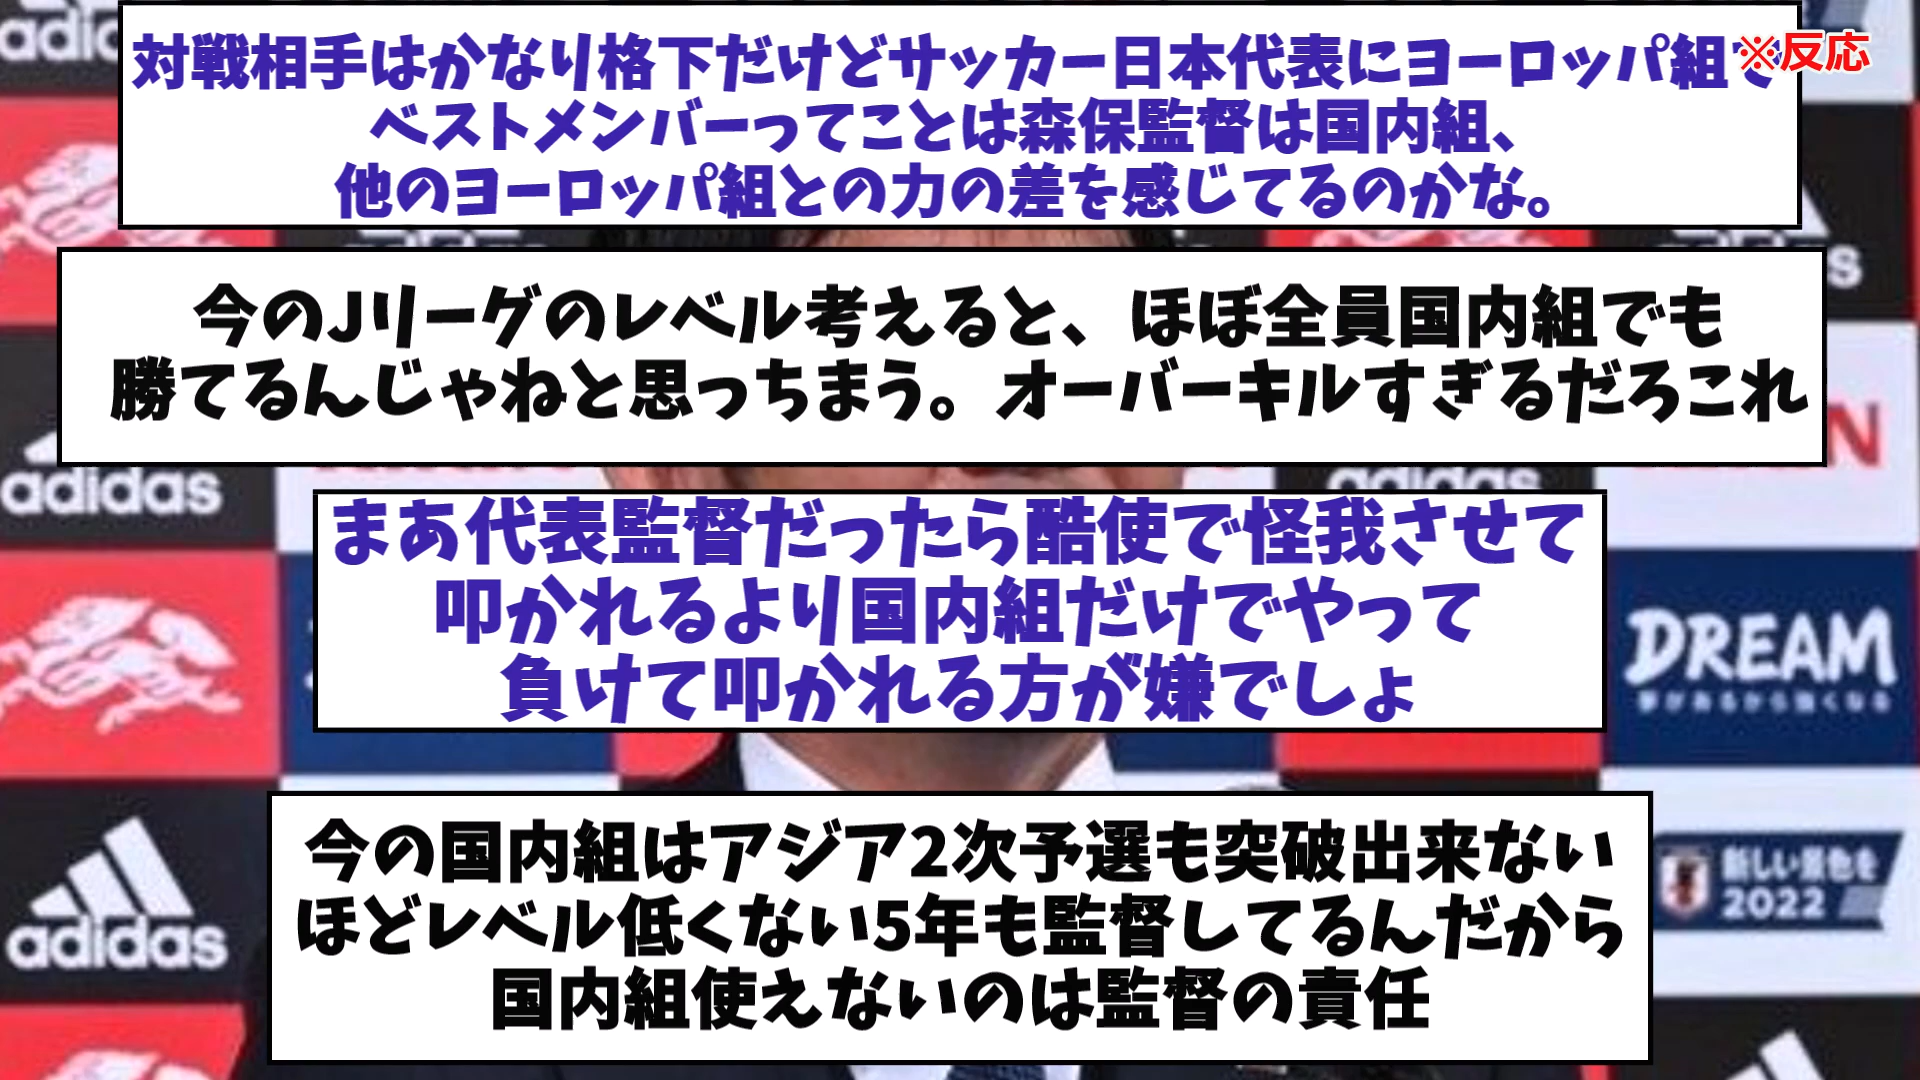 対戦相手はかなり格下だけどサッカー日本代表にヨーロッパ組で
※反応
ベストメンバーってことは森保監督は国内組、
他のヨーロッパ組との力の差を感じてるのかな。
今のJリーグのレベル考えると、ほぼ全員国内組でも
勝てるんじゃねと思っちまう。オーバーキルすぎるだろこれ
まあ代表監督だったら酷使で怪我させて
叩かれるより国内組だけでやって
負けて叩かれる方が嫌でしょ
今の国内組はアジア2次予選も突破出来ない
ほどレベル低くない5年も監督してるんだから
国内組使えないのは監督の責任
adidas
adidas
adidas
adidas
DREAM
夢があるから強くなる
新しい景色を
2022